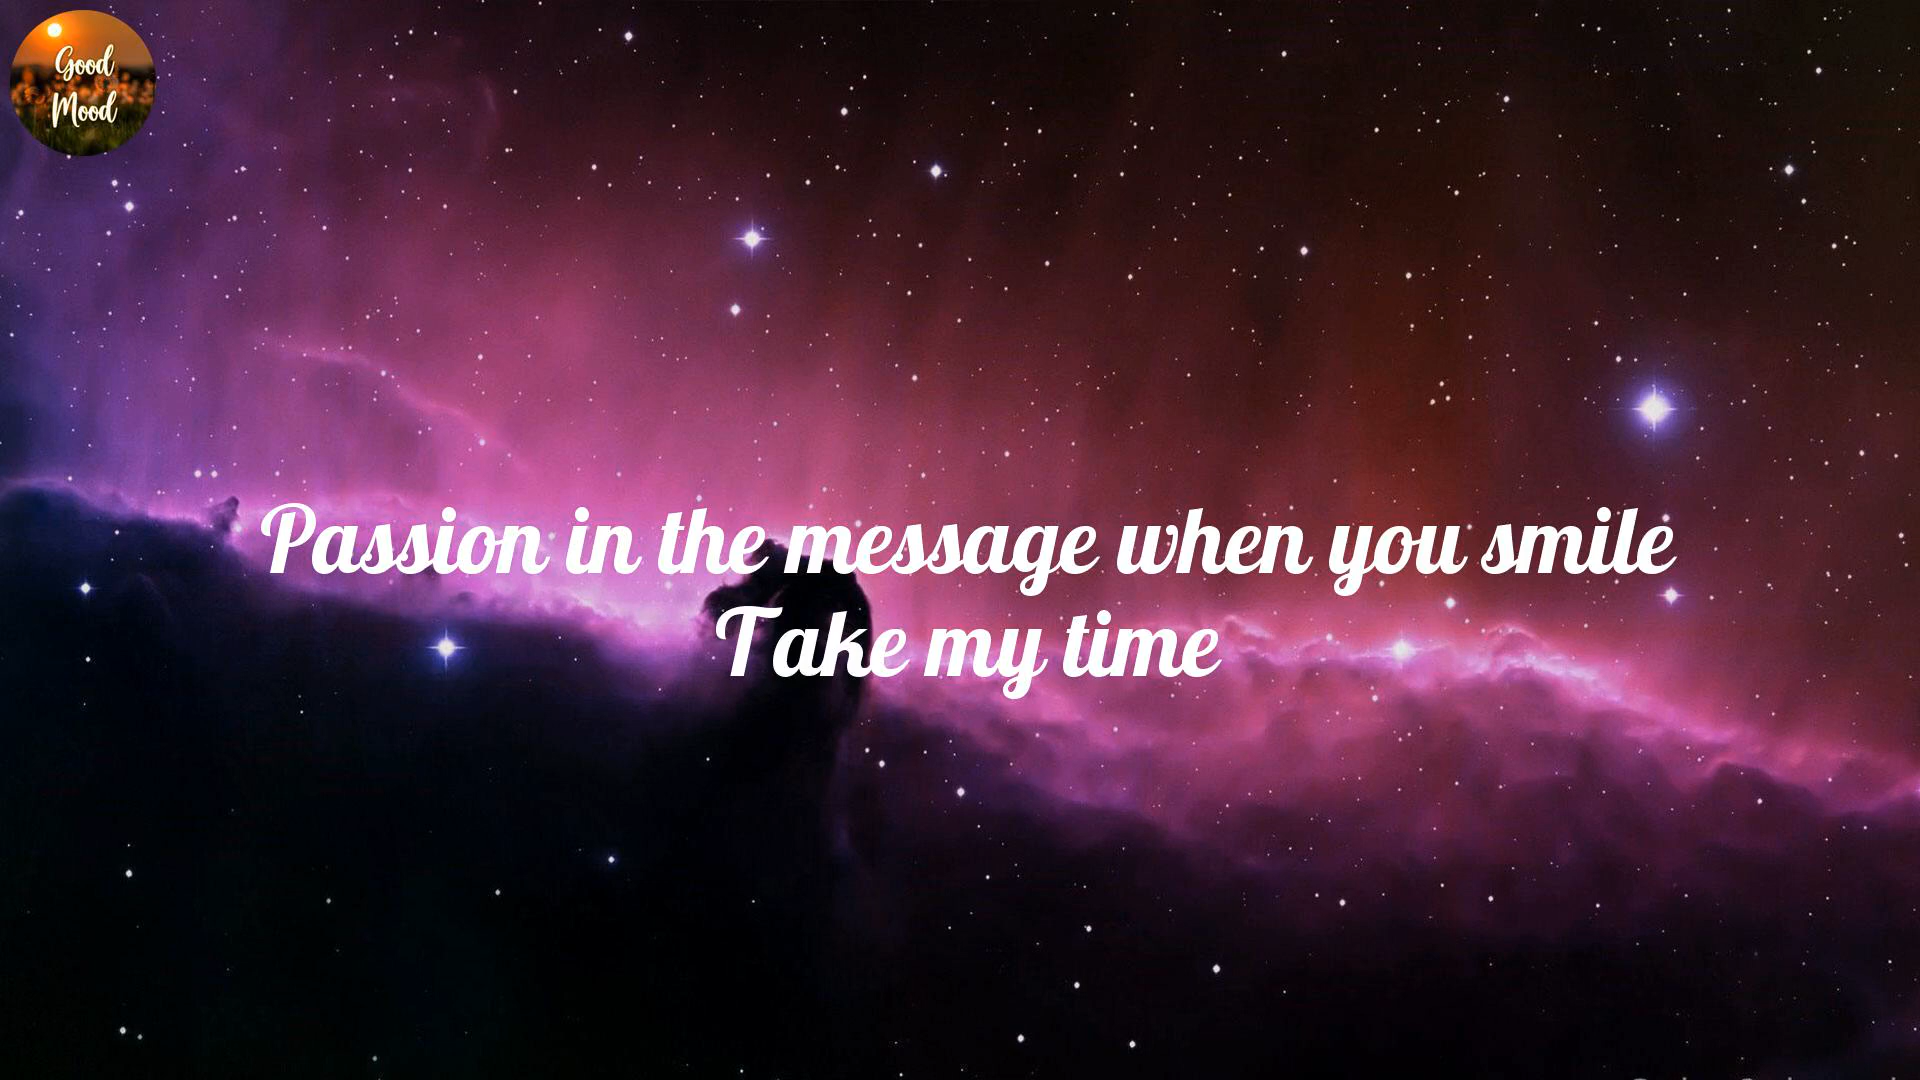 Good
Mood
Passion in the message when you smile
Take my time